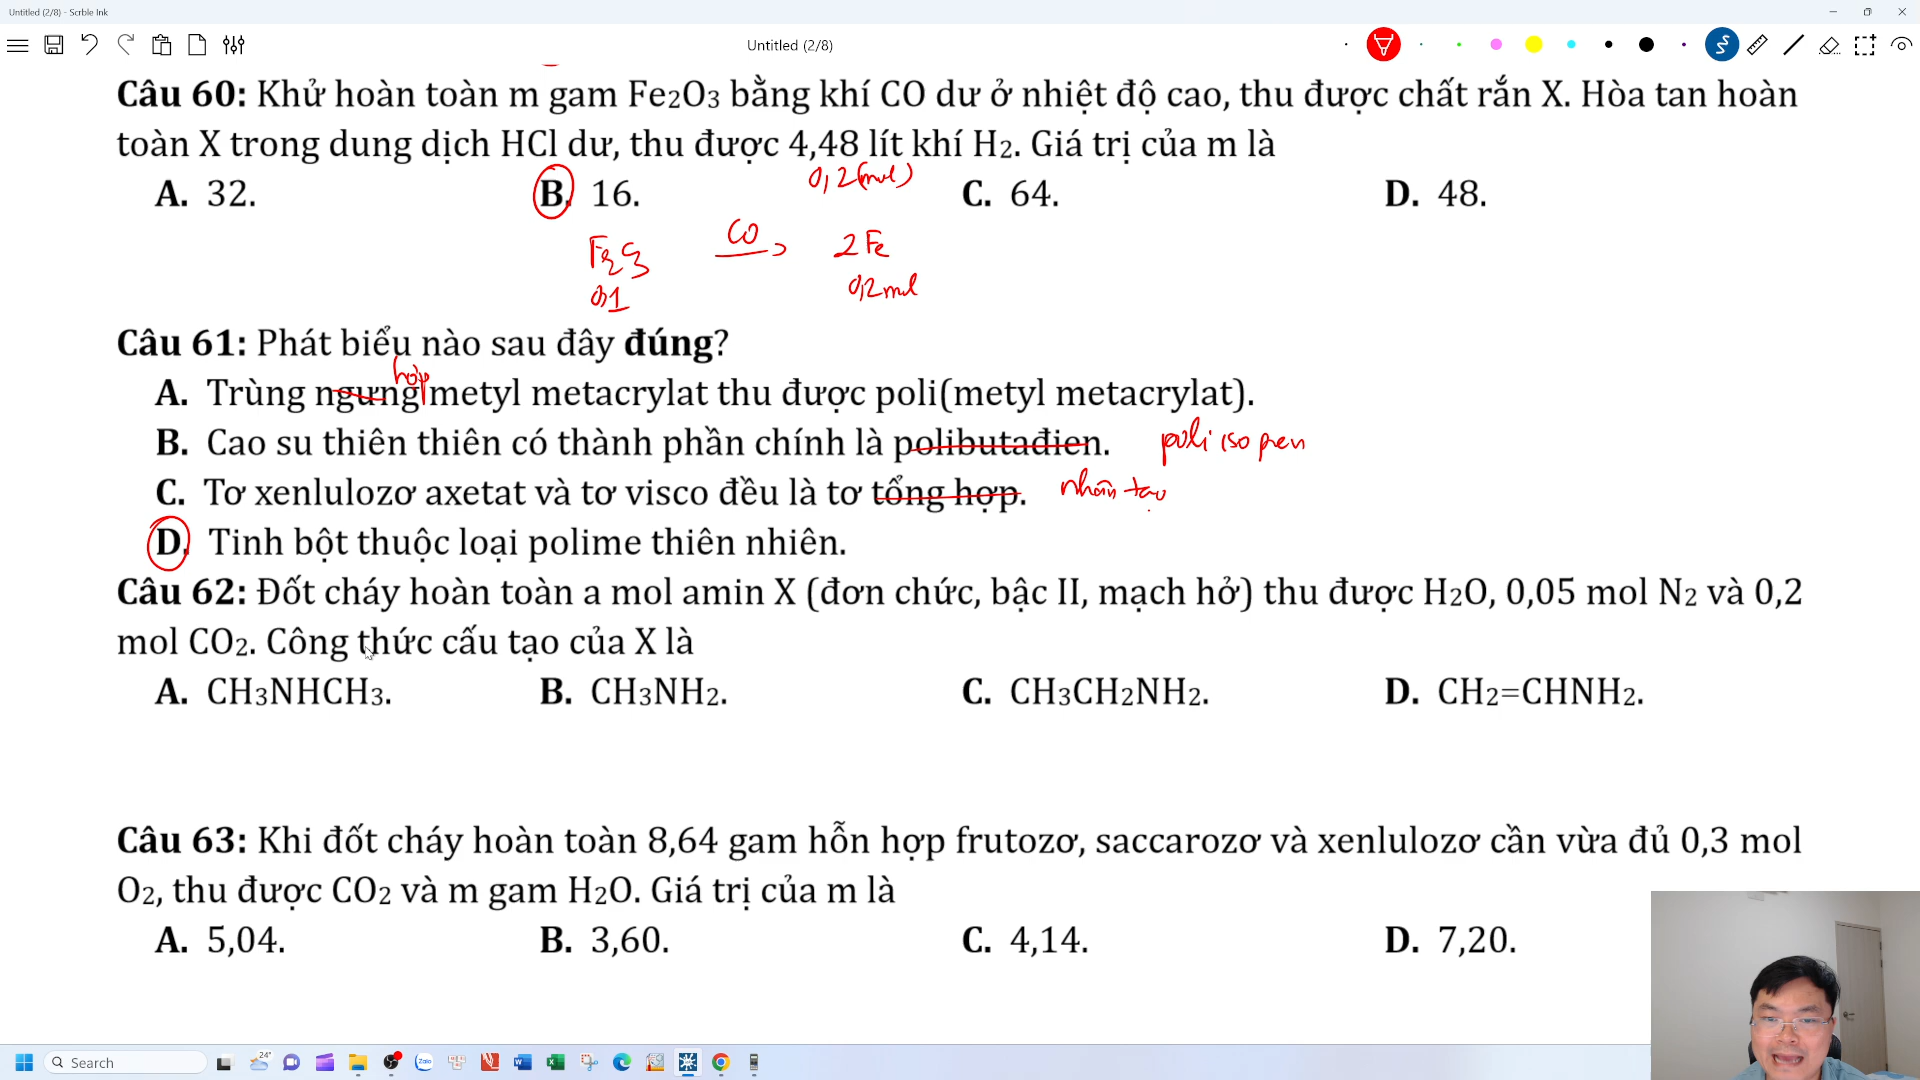 Untitled (2/8) - Scrble Ink
Untitled (2/8)
Câu 60: Khử hoàn toàn m gam Fe2O3 bằng khí CO dư ở nhiệt độ cao, thu được chất rắn X. Hòa tan hoàn
toàn X trong dung dịch HCl dư, thu được 4,48 lít khí H2. Giá trị của m là
0,2(mol)
A. 32. B. 16. C. 64. D. 48.
Fe2O3 CO 2Fe
0,1 0,2mol
Câu 61: Phát biểu nào sau đây đúng?
hợp
A. Trùng ngưng metyl metacrylat thu được poli(metyl metacrylat).
B. Cao su thiên thiên có thành phần chính là polibutađien. poli isopren
C. Tơ xenlulozơ axetat và tơ visco đều là tơ tổng hợp. nhân tạo
D. Tinh bột thuộc loại polime thiên nhiên.
Câu 62: Đốt cháy hoàn toàn a mol amin X (đơn chức, bậc II, mạch hở) thu được H2O, 0,05 mol N2 và 0,2
mol CO2. Công thức cấu tạo của X là
A. CH3NHCH3. B. CH3NH2. C. CH3CH2NH2. D. CH2=CHNH2.
Câu 63: Khi đốt cháy hoàn toàn 8,64 gam hỗn hợp frutozơ, saccarozơ và xenlulozơ cần vừa đủ 0,3 mol
O2, thu được CO2 và m gam H2O. Giá trị của m là
A. 5,04. B. 3,60. C. 4,14. D. 7,20.
Search
24°
Zalo